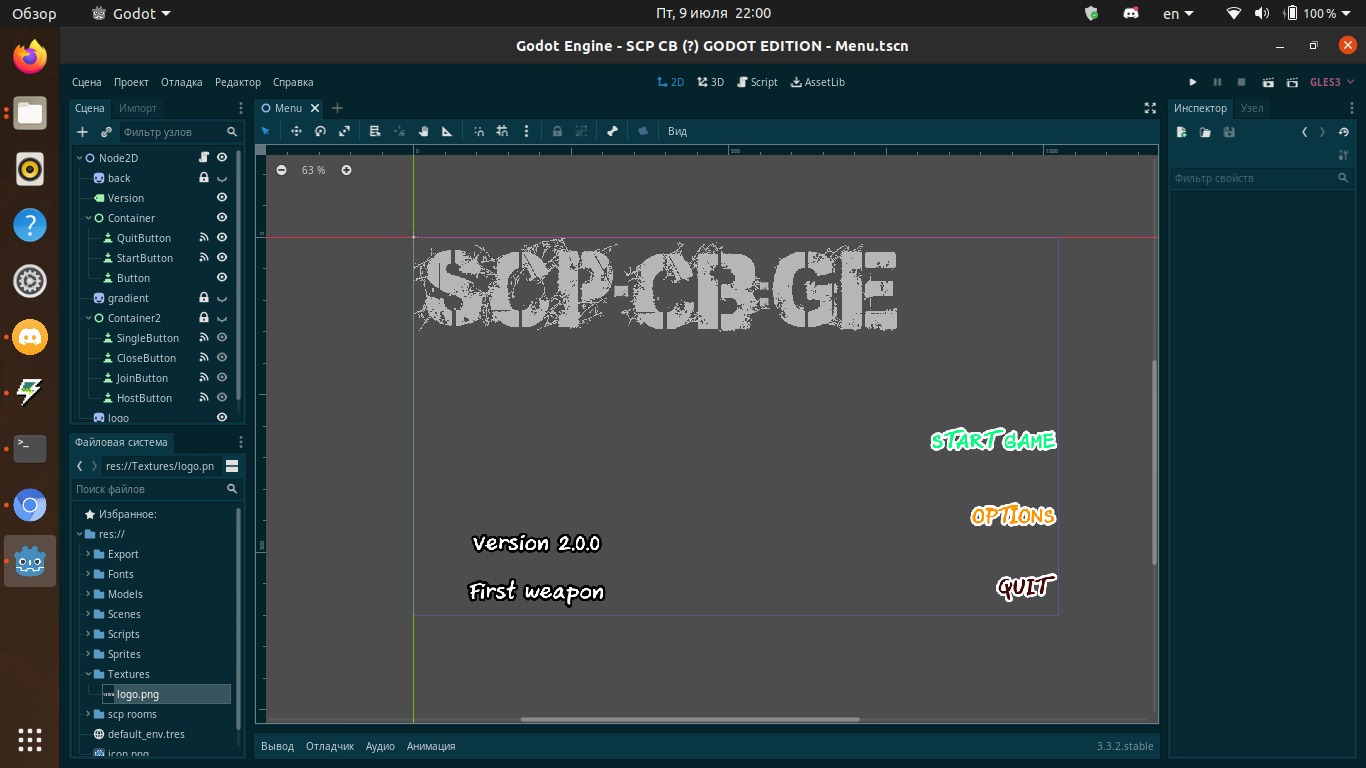 Обзор
Godot
Пт, 9 июля 22:00
en
100 %
Godot Engine - SCP CB (?) GODOT EDITION - Menu.tscn
Сцена Проект Отладка Редактор Справка
2D 3D Script AssetLib
GLES3
Сцена Импорт
Фильтр узлов
Node2D
back
Version
Container
QuitButton
StartButton
Button
gradient
Container2
SingleButton
CloseButton
JoinButton
HostButton
logo
Файловая система
res://Textures/logo.pn
Поиск файлов
Избранное:
res://
Export
Fonts
Models
Scenes
Scripts
Sprites
Textures
logo.png
scp rooms
default_env.tres
icon.png
Menu
Вид
0 500 1000
63 %
0
500
SCP:CB:GE
START GAME
OPTIONS
QUIT
Version 2.0.0
First weapon
Вывод Отладчик Аудио Анимация
3.3.2.stable
Инспектор Узел
Фильтр свойств